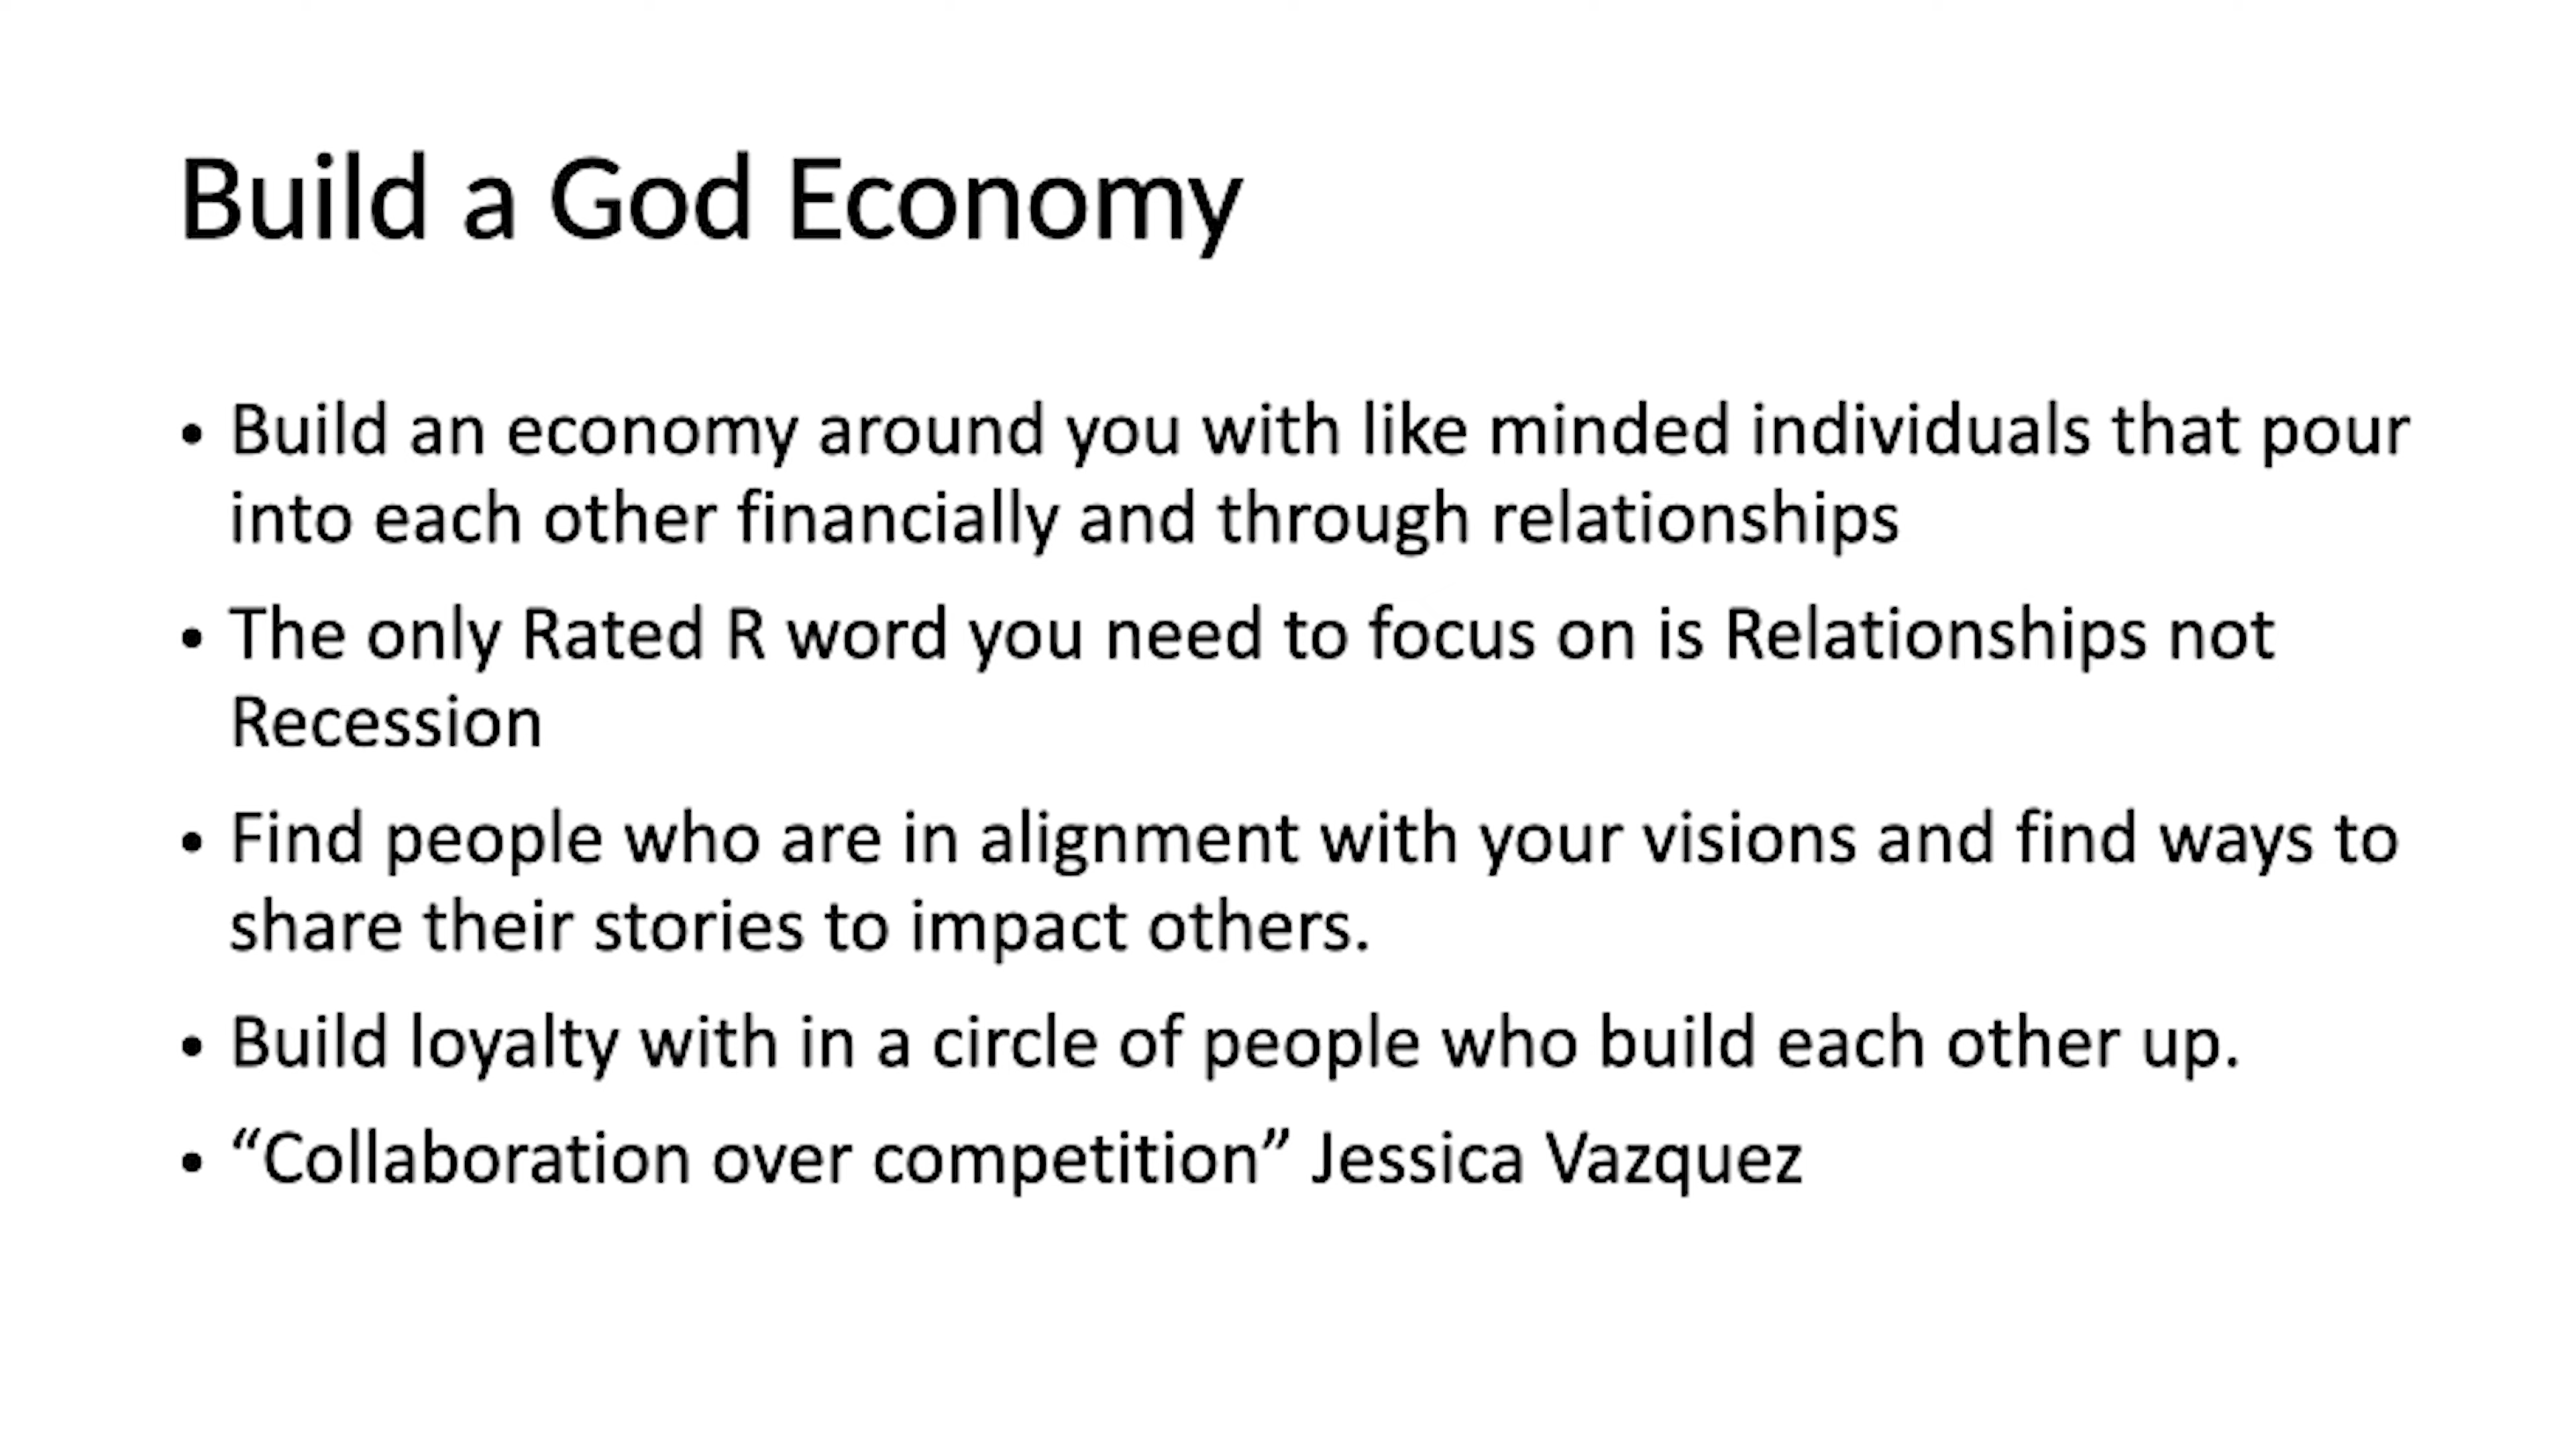 Build a God Economy
• Build an economy around you with like minded individuals that pour
into each other financially and through relationships
• The only Rated R word you need to focus on is Relationships not
Recession
• Find people who are in alignment with your visions and find ways to
share their stories to impact others.
• Build loyalty with in a circle of people who build each other up.
• “Collaboration over competition” Jessica Vazquez